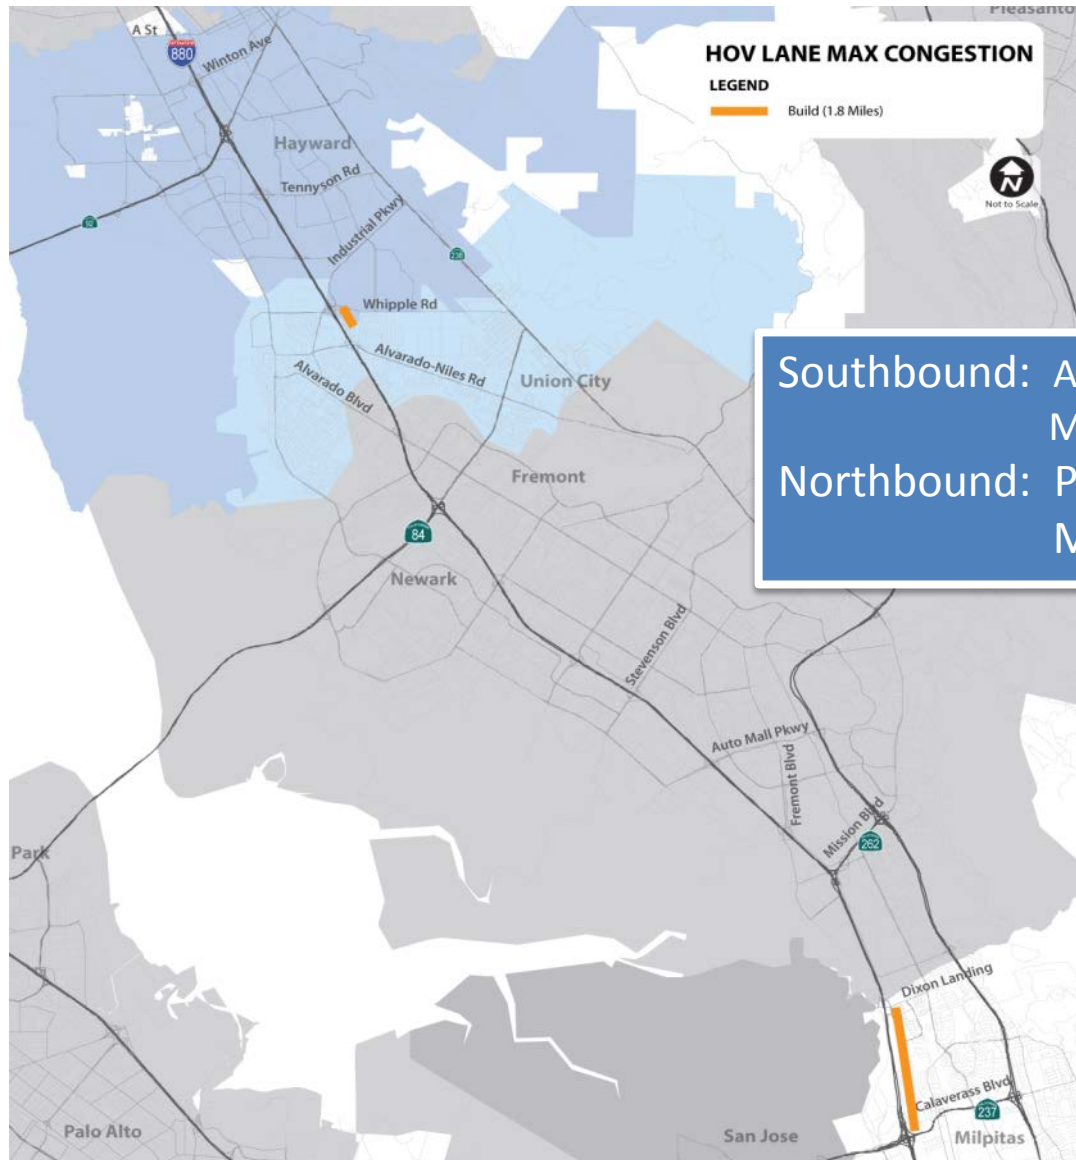 Pleasanto
A St
880
Winton Ave
HOV LANE MAX CONGESTION
LEGEND
Build (1.8 Miles)
Hayward
N
Not to Scale
Tennyson Rd
92
Industrial Pkwy
238
Whipple Rd
Alvarado-Niles Rd
Alvarado Blvd
Union City
Southbound: A
M
Northbound: P
M
Fremont
84
Newark
Stevenson Blvd
Auto Mall Pkwy
Fremont Blvd
Mission Blvd
262
Park
Dixon Landing
Calaverass Blvd
237
Palo Alto
San Jose
Milpitas